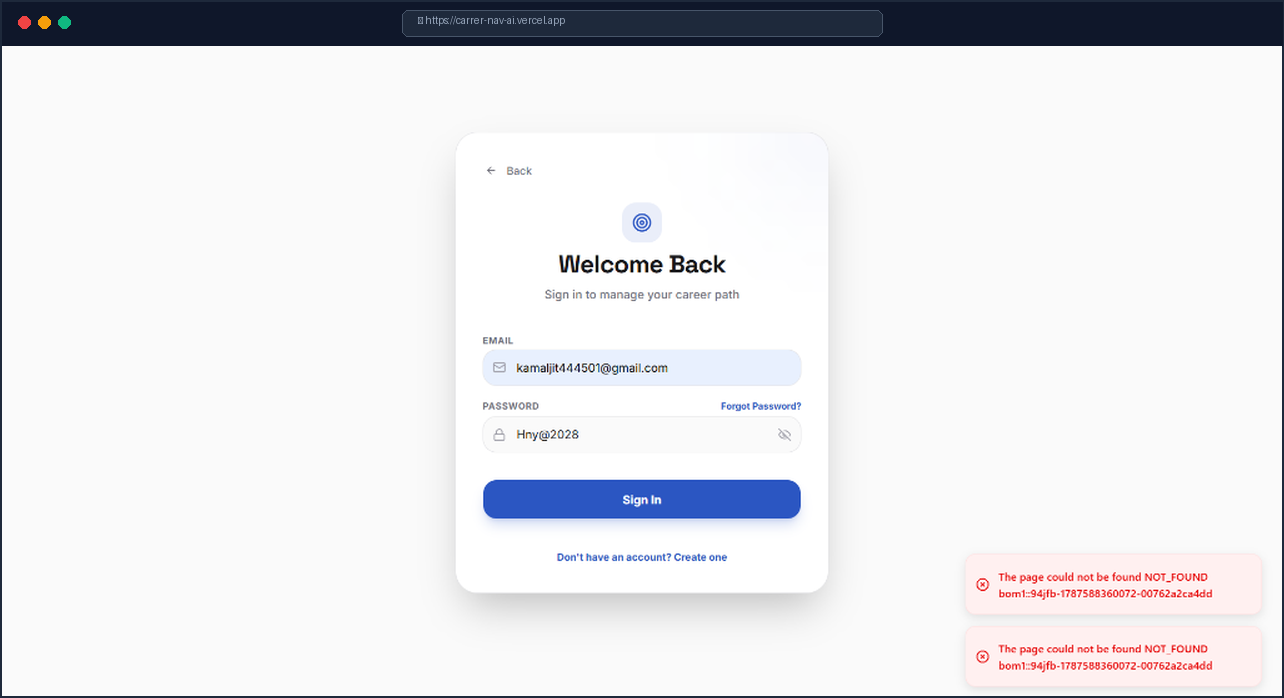 https://carrer-nav-ai.vercel.app
Back
Welcome Back
Sign in to manage your career path
EMAIL
kamaljit444501@gmail.com
PASSWORD
Forgot Password?
Hny@2028
Sign In
Don't have an account? Create one
The page could not be found NOT_FOUND
bom1::94jfb-1787588360072-00762a2ca4dd
The page could not be found NOT_FOUND
bom1::94jfb-1787588360072-00762a2ca4dd